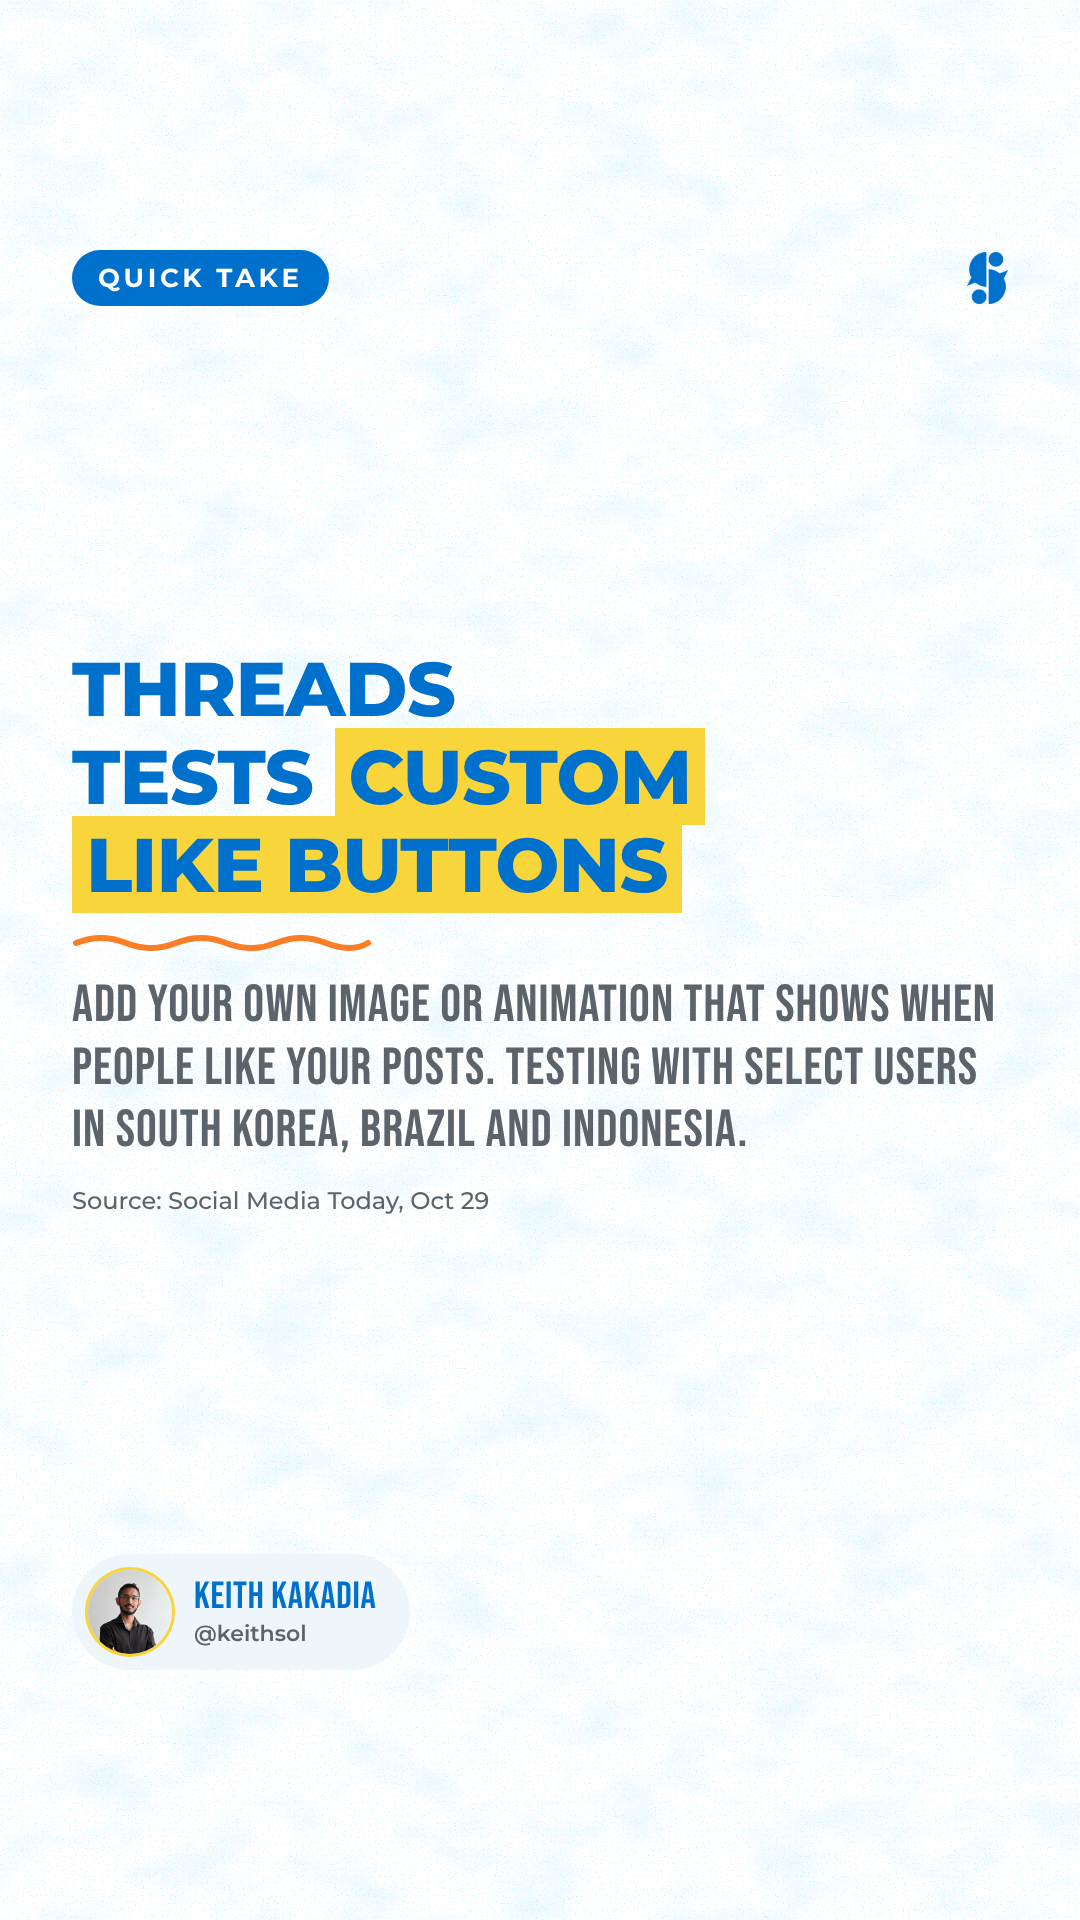 QUICK TAKE
THREADS
TESTS CUSTOM
LIKE BUTTONS
ADD YOUR OWN IMAGE OR ANIMATION THAT SHOWS WHEN
PEOPLE LIKE YOUR POSTS. TESTING WITH SELECT USERS
IN SOUTH KOREA, BRAZIL AND INDONESIA.
Source: Social Media Today, Oct 29
KEITH KAKADIA
@keithsol